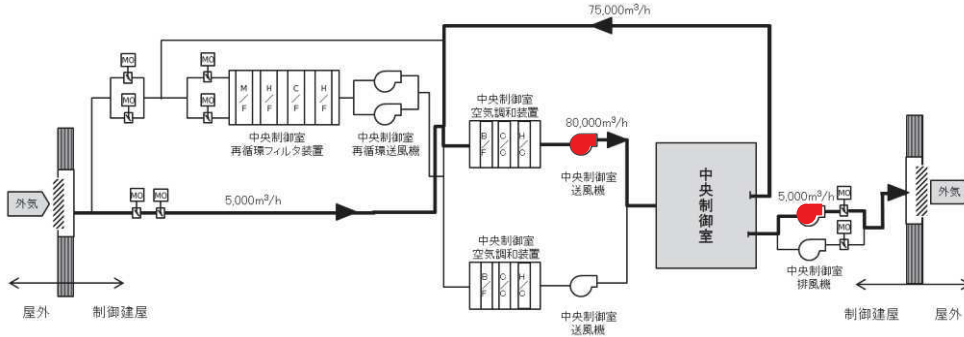 75,000m³/h
MO
MO
MO
MO
M/F
H/F
C/F
H/F
中央制御室
再循環フィルタ装置
中央制御室
再循環送風機
中央制御室
空気調和装置
B/F
C/C
H/C
80,000m³/h
中央制御室
送風機
外気
MO
MO
5,000m³/h
中央制御室
5,000m³/h
MO
MO
外気
中央制御室
排風機
中央制御室
空気調和装置
B/F
C/C
H/C
中央制御室
送風機
屋外
制御建屋
制御建屋
屋外